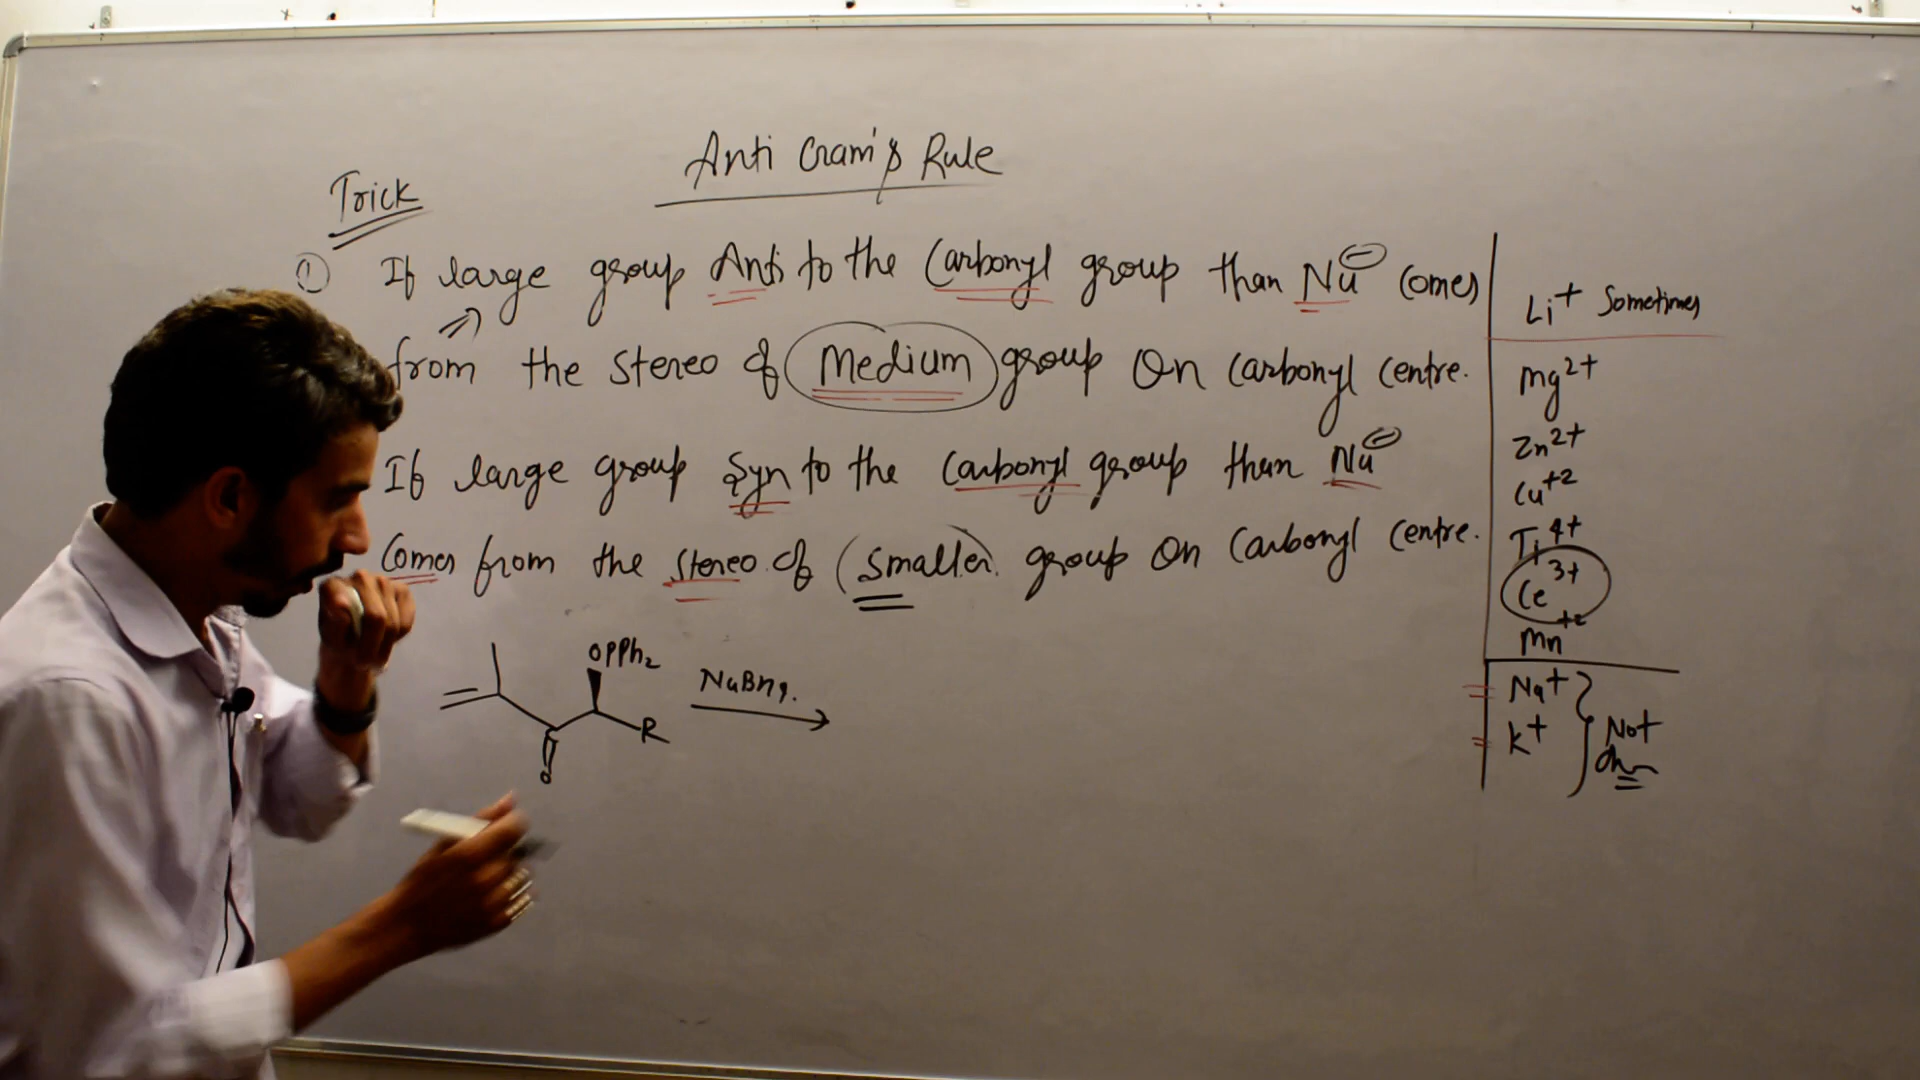 Anti Cram's Rule
Trick
① If large group Anti to the Carbonyl group than Nu⊖ comes
from the stereo of Medium group On Carbonyl Centre.
If large group Syn to the Carbonyl group than Nu⊖
Comes from the stereo of (Smaller) group On Carbonyl Centre.
Li+ Sometimes
Mg2+
Zn2+
Cu+2
Ti4+
Ce3+
Mn+2
Na+
K+
Not
OPPh2
R
O